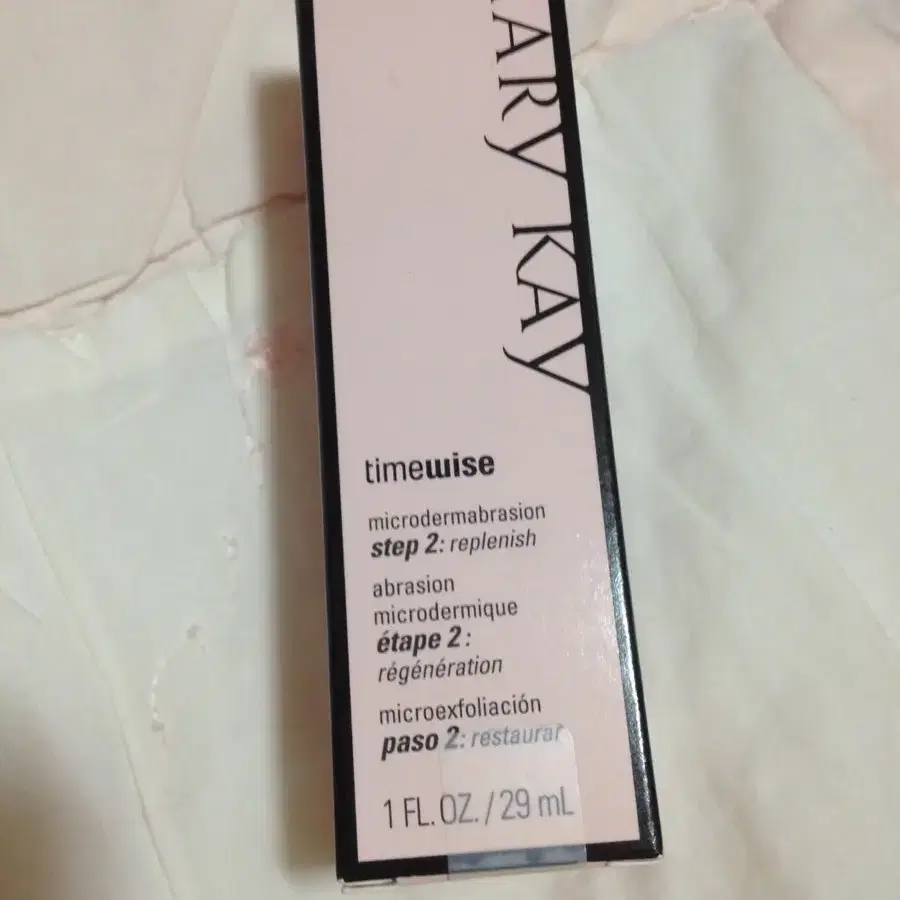 MARY KAY
timewise
microdermabrasion
step 2: replenish
abrasion
microdermique
étape 2:
régénération
microexfoliación
paso 2: restaurar
1 FL. OZ. / 29 mL